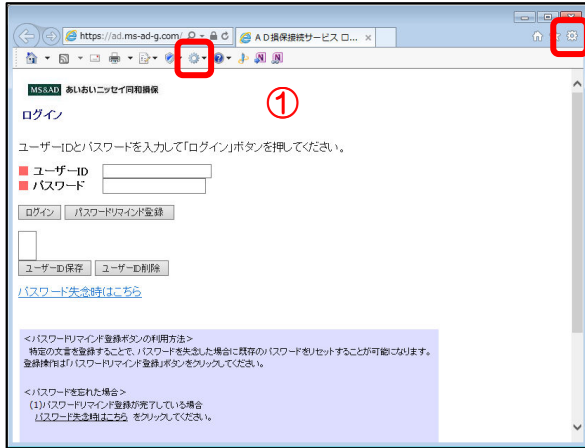 https://ad.ms-ad-g.com/
AD損保接続サービス ロ... ×
①
MS&AD あいおいニッセイ同和損保
ログイン
ユーザーIDとパスワードを入力して「ログイン」ボタンを押してください。
ユーザーID
パスワード
ログイン パスワードリマインド登録
ユーザーID保存 ユーザーID削除
パスワード失念時はこちら
<パスワードリマインド登録ボタンの利用方法>
特定の文言を登録することで、パスワードを失念した場合に既存のパスワードをリセットすることが可能になります。
登録操作は「パスワードリマインド登録」ボタンをクリックしてください。
<パスワードを忘れた場合>
(1)パスワードリマインド登録が完了している場合
パスワード失念時はこちら をクリックしてください。